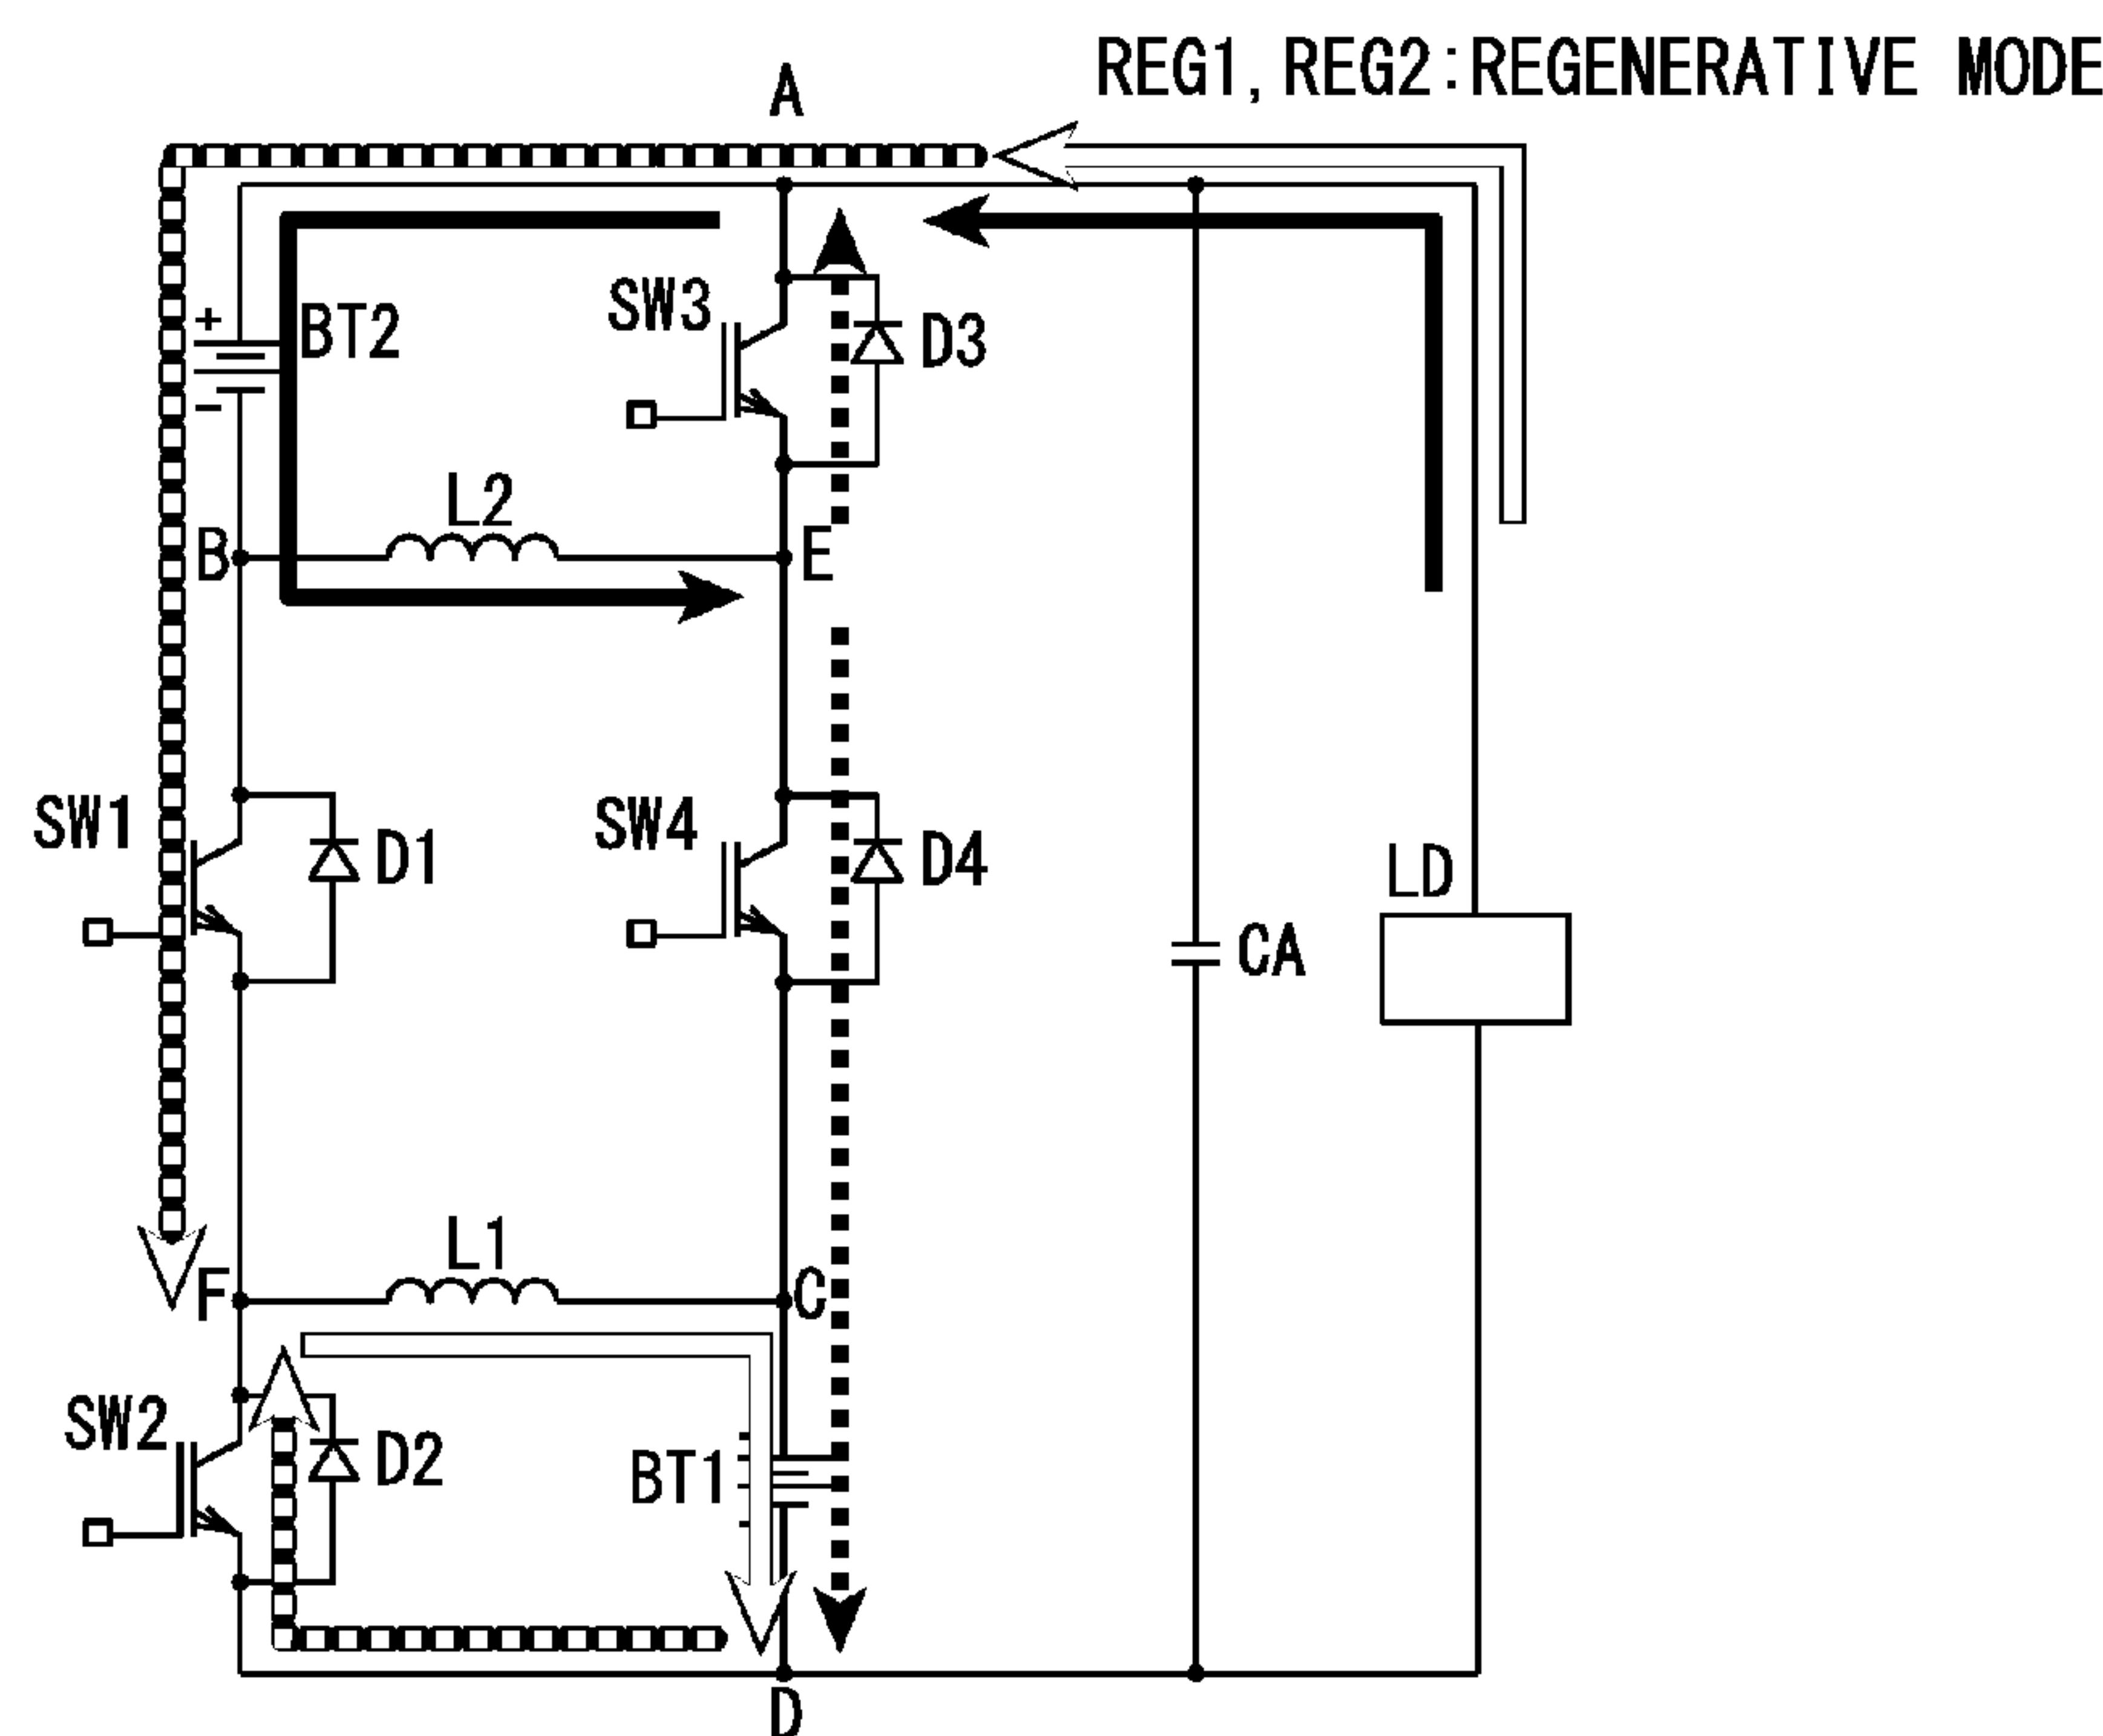 REG1, REG2:REGENERATIVE MODE
A
+
BT2
SW3
D3
−
L2
B
E
SW1
D1
SW4
D4
LD
CA
L1
F
C
SW2
D2
BT1
D